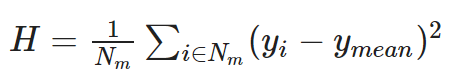 H = \frac{1}{N_m} \sum_{i \in N_m} (y_i - y_{mean})^2